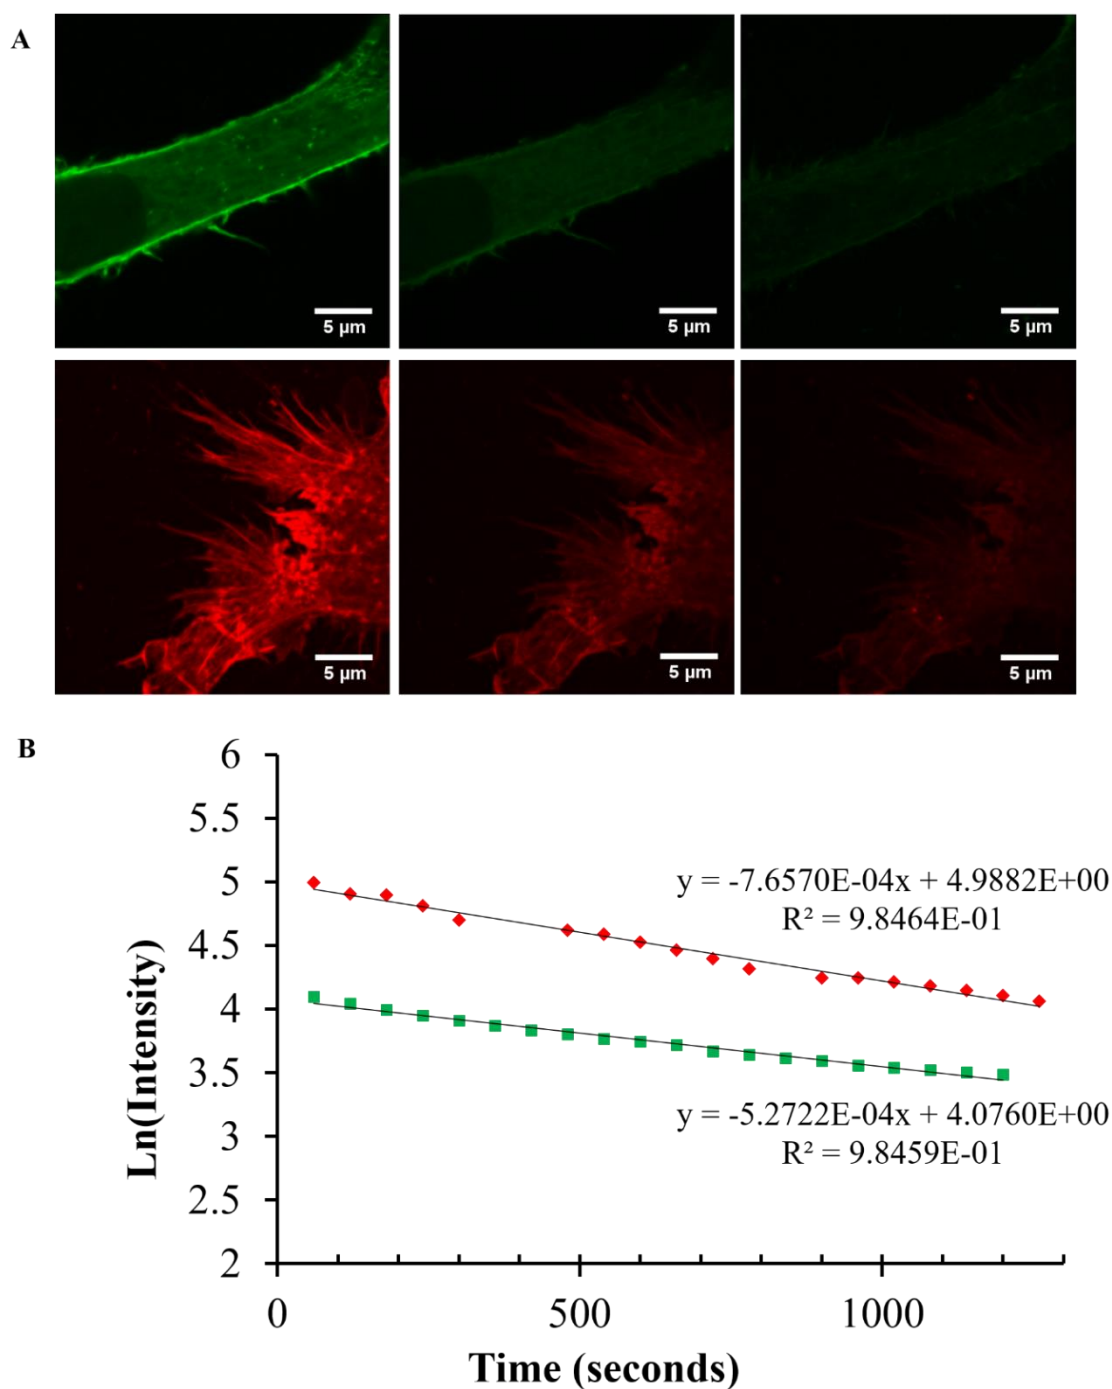 A
5 µm
5 µm
5 µm
5 µm
5 µm
5 µm
B
6
5.5
5
4.5
4
3.5
3
2.5
2
Ln(Intensity)
y = -7.6570E-04x + 4.9882E+00
R² = 9.8464E-01
y = -5.2722E-04x + 4.0760E+00
R² = 9.8459E-01
0 500 1000
Time (seconds)